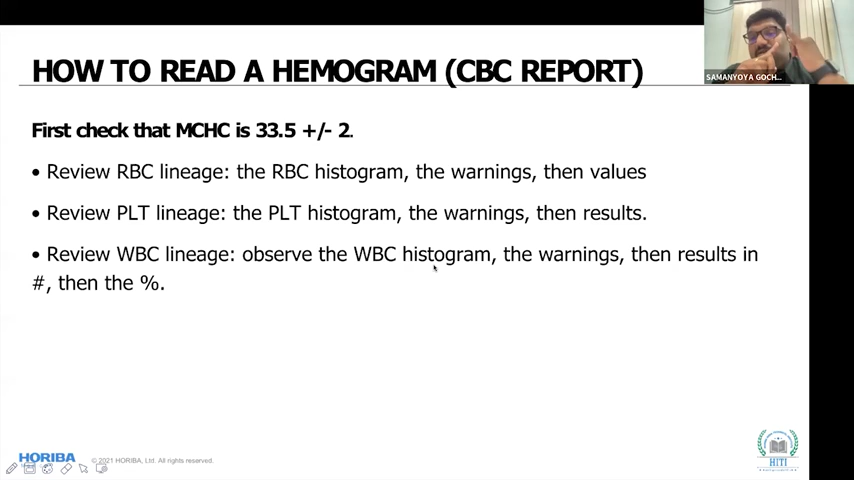 SAMANYOYA GOCH...
HOW TO READ A HEMOGRAM (CBC REPORT)
First check that MCHC is 33.5 +/- 2.
• Review RBC lineage: the RBC histogram, the warnings, then values
• Review PLT lineage: the PLT histogram, the warnings, then results.
• Review WBC lineage: observe the WBC histogram, the warnings, then results in
#, then the %.
HORIBA
© 2021 HORIBA, Ltd. All rights reserved.
HITI